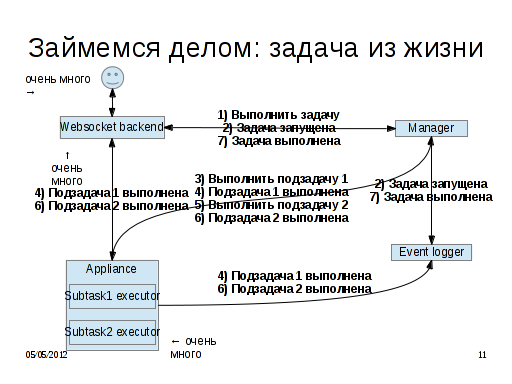 Займемся делом: задача из жизни
очень много
→
Websocket backend
1) Выполнить задачу
2) Задача запущена
7) Задача выполнена
Manager
↑
очень
много
4) Подзадача 1 выполнена
6) Подзадача 2 выполнена
3) Выполнить подзадачу 1
4) Подзадача 1 выполнена
5) Выполнить подзадачу 2
6) Подзадача 2 выполнена
2) Задача запущена
7) Задача выполнена
Event logger
Appliance
Subtask1 executor
Subtask2 executor
4) Подзадача 1 выполнена
6) Подзадача 2 выполнена
← очень
много
05/05/2012
11